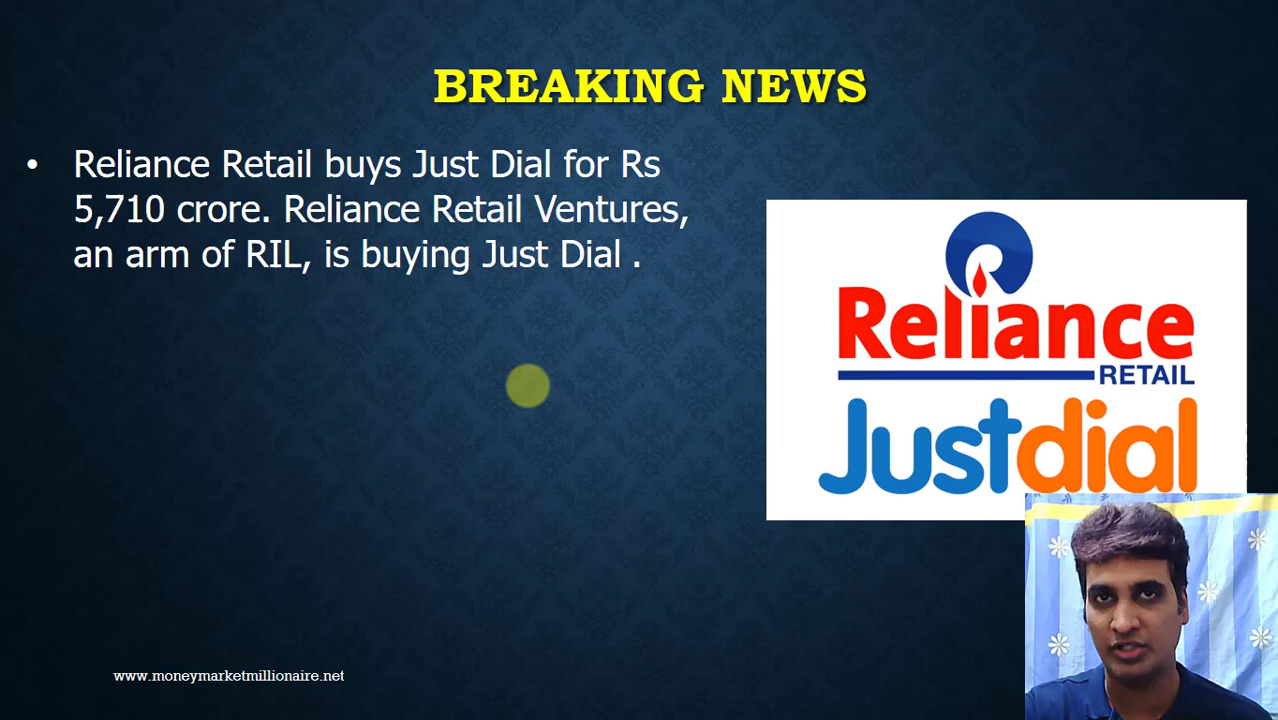 BREAKING NEWS
• Reliance Retail buys Just Dial for Rs
5,710 crore. Reliance Retail Ventures,
an arm of RIL, is buying Just Dial .
Reliance
RETAIL
Justdial
www.moneymarketmillionaire.net